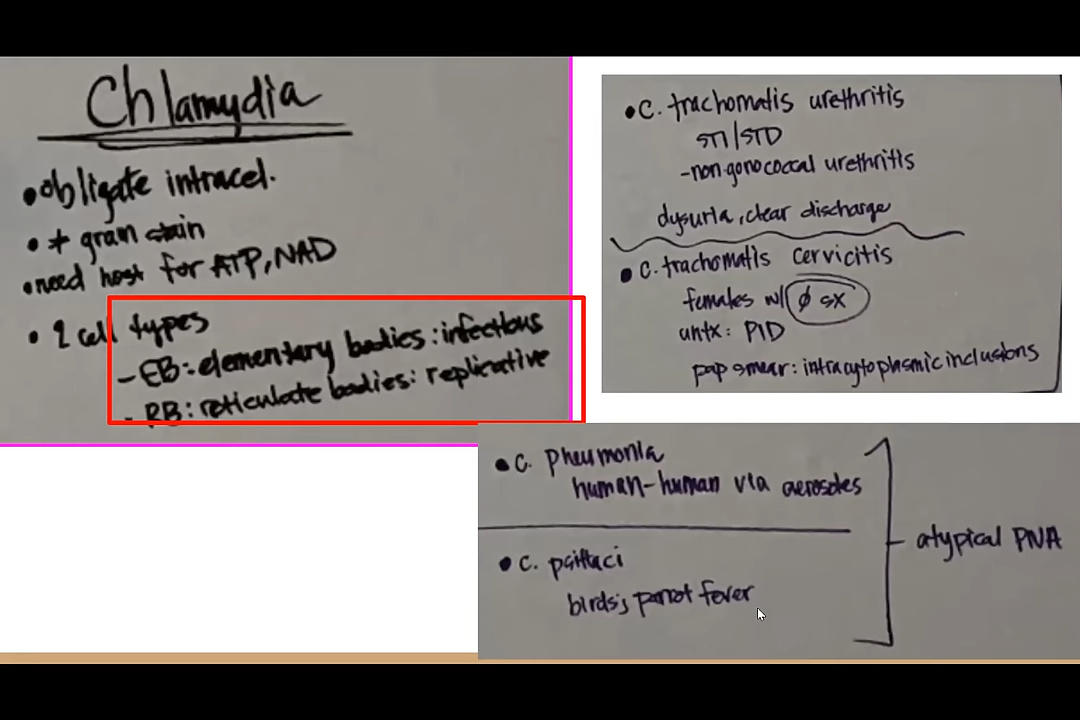 Chlamydia
• obligate intracel.
• + gram stain
• need host for ATP, NAD
• 2 cell types
- EB: elementary bodies: infectious
- RB: reticulate bodies: replicative
• C. trachomatis urethritis
STI/STD
- non-gonococcal urethritis
dysuria, clear discharge
• C. trachomatis cervicitis
females w/ ϕ sx
untx: PID
pap smear: intracytoplasmic inclusions
• C. pneumonia
human-human via aerosoles
• C. psittaci
birds; parrot fever
atypical PNA